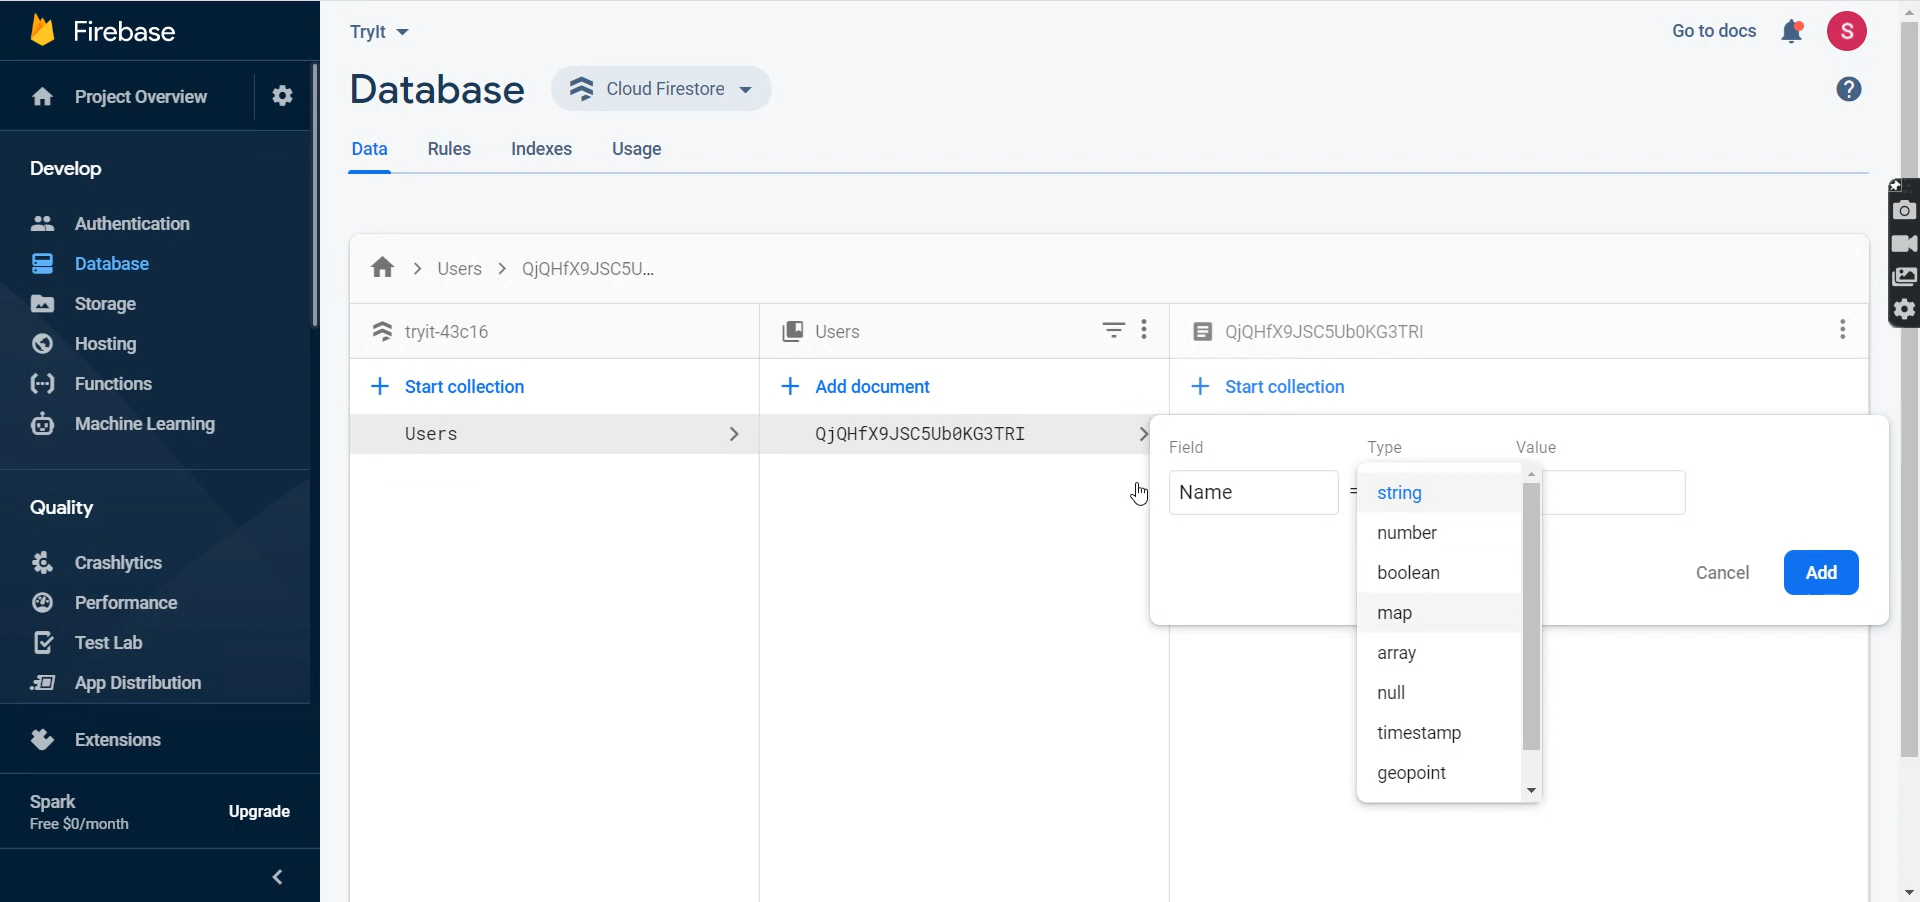 Firebase
Project Overview
Develop
Authentication
Database
Storage
Hosting
Functions
Machine Learning
Quality
Crashlytics
Performance
Test Lab
App Distribution
Extensions
Spark
Free $0/month
Upgrade
TryIt
Go to docs
S
Database
Cloud Firestore
?
Data Rules Indexes Usage
Users QjQHfX9JSC5U...
tryit-43c16
Users
QjQHfX9JSC5Ub0KG3TRI
+ Start collection
+ Add document
+ Start collection
Users
QjQHfX9JSC5Ub0KG3TRI
Field Type Value
Name =
string
number
boolean
map
array
null
timestamp
geopoint
Cancel
Add